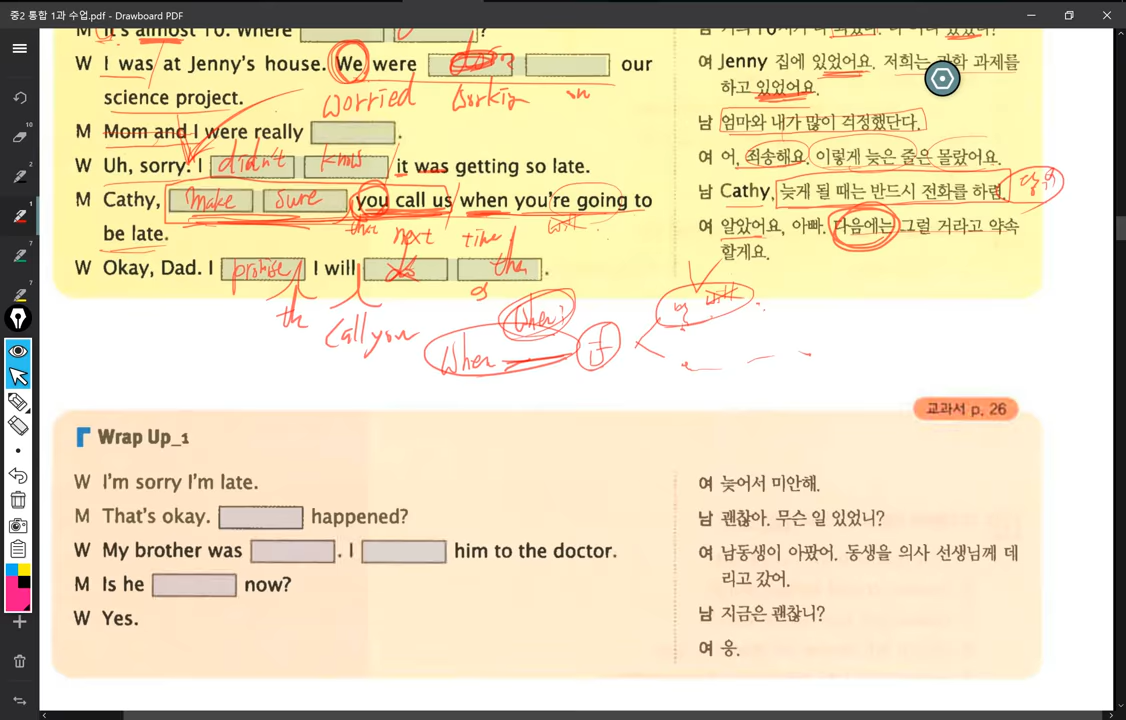 중2 통합 1과 수업.pdf - Drawboard PDF
M It's almost 10. Where ?
W I was at Jenny's house. We were our
science project.
worried working on
M Mom and I were really .
W Uh, sorry. I didn't know it was getting so late.
M Cathy, make sure you call us when you're going to
that will
be late.
next time
W Okay, Dad. I promise I will then .
th call you
when if
여 Jenny 집에 있었어요. 저희는 과학 과제를
하고 있었어요.
남 엄마와 내가 많이 걱정했단다.
여 어, 죄송해요. 이렇게 늦은 줄은 몰랐어요.
남 Cathy, 늦게 될 때는 반드시 전화를 하렴.
여 알았어요, 아빠. 다음에는 그럴 거라고 약속
할게요.
교과서 p. 26
Wrap Up_1
W I'm sorry I'm late.
M That's okay. happened?
W My brother was . I him to the doctor.
M Is he now?
W Yes.
여 늦어서 미안해.
남 괜찮아. 무슨 일 있었니?
여 남동생이 아팠어. 동생을 의사 선생님께 데
리고 갔어.
남 지금은 괜찮니?
여 응.